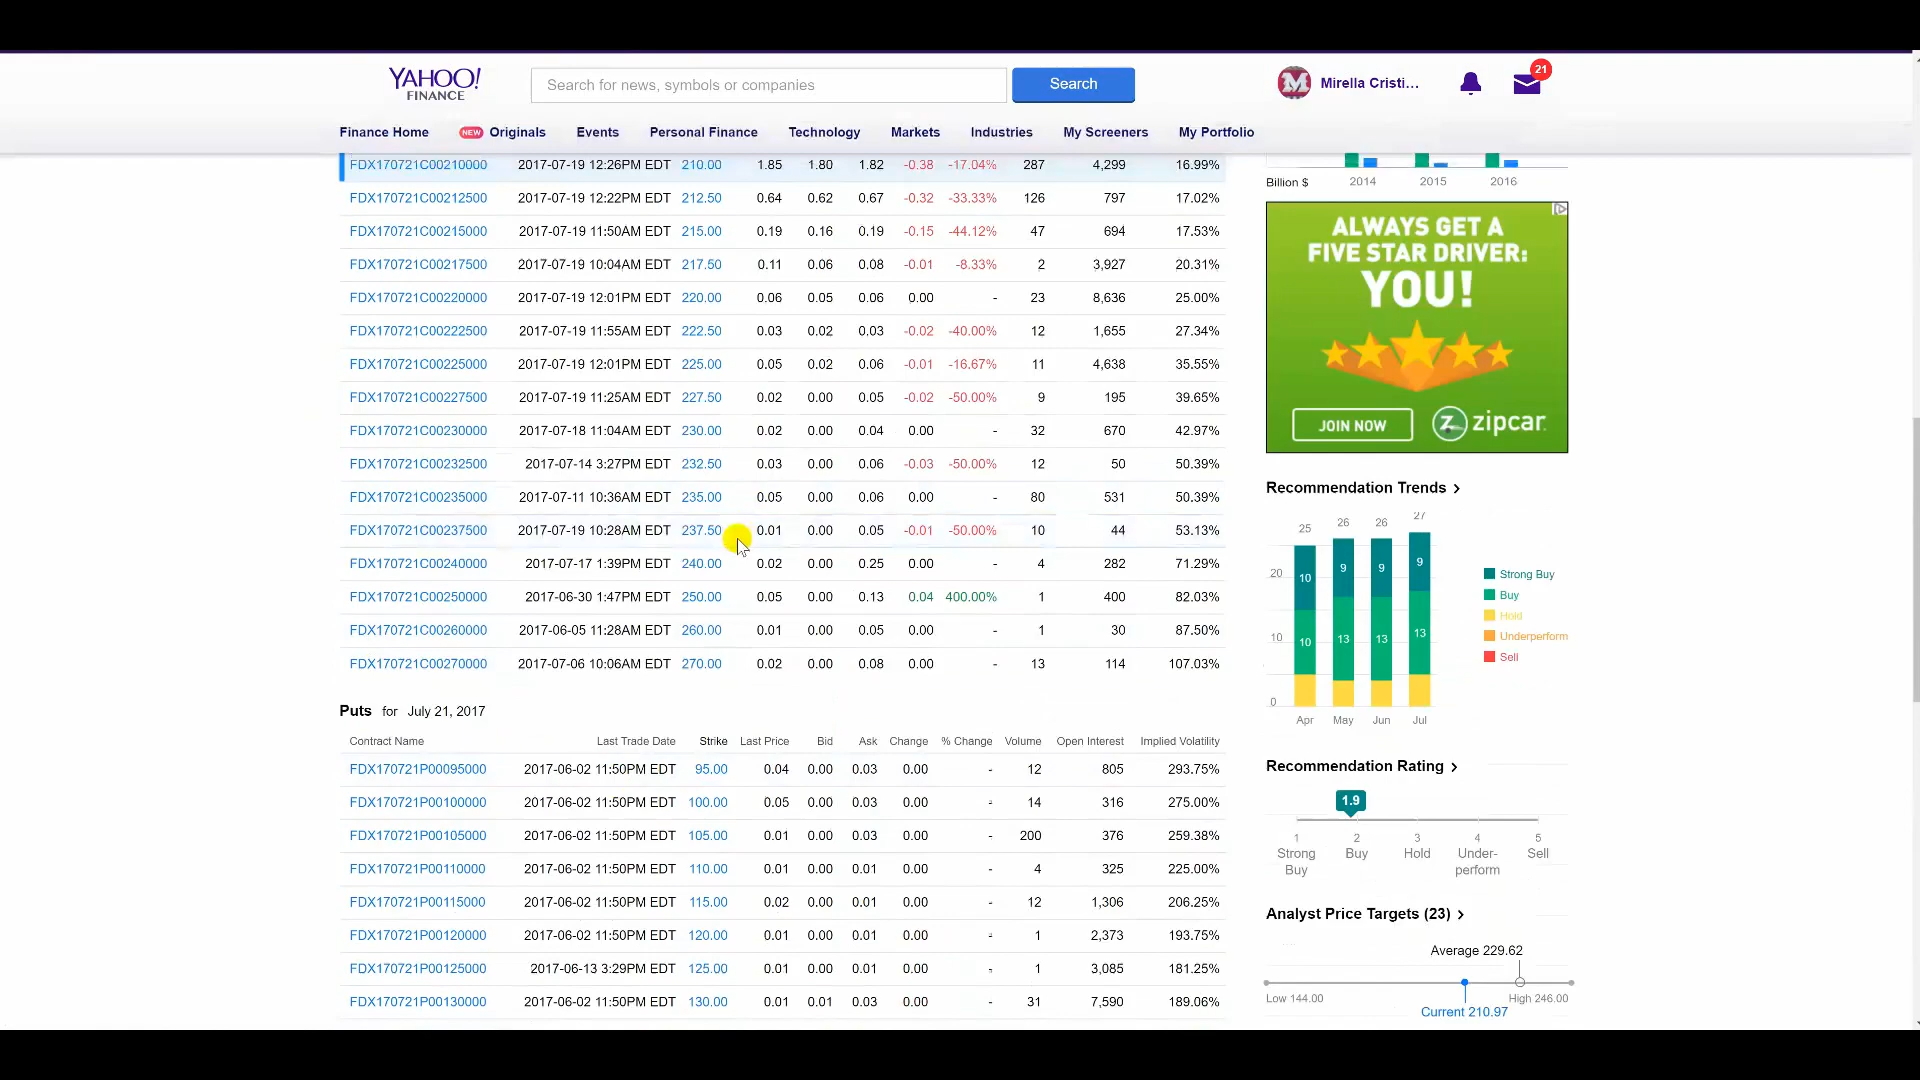 YAHOO!
FINANCE
Search for news, symbols or companies
Search
M
Mirella Cristi...
21
Finance Home NEW Originals Events Personal Finance Technology Markets Industries My Screeners My Portfolio
FDX170721C00210000 2017-07-19 12:26PM EDT 210.00 1.85 1.80 1.82 -0.38 -17.04% 287 4,299 16.99%
FDX170721C00212500 2017-07-19 12:22PM EDT 212.50 0.64 0.62 0.67 -0.32 -33.33% 126 797 17.02%
FDX170721C00215000 2017-07-19 11:50AM EDT 215.00 0.19 0.16 0.19 -0.15 -44.12% 47 694 17.53%
FDX170721C00217500 2017-07-19 10:04AM EDT 217.50 0.11 0.06 0.08 -0.01 -8.33% 2 3,927 20.31%
FDX170721C00220000 2017-07-19 12:01PM EDT 220.00 0.06 0.05 0.06 0.00 - 23 8,636 25.00%
FDX170721C00222500 2017-07-19 11:55AM EDT 222.50 0.03 0.02 0.03 -0.02 -40.00% 12 1,655 27.34%
FDX170721C00225000 2017-07-19 12:01PM EDT 225.00 0.05 0.02 0.06 -0.01 -16.67% 11 4,638 35.55%
FDX170721C00227500 2017-07-19 11:25AM EDT 227.50 0.02 0.00 0.05 -0.02 -50.00% 9 195 39.65%
FDX170721C00230000 2017-07-18 11:04AM EDT 230.00 0.02 0.00 0.04 0.00 - 32 670 42.97%
FDX170721C00232500 2017-07-14 3:27PM EDT 232.50 0.03 0.00 0.06 -0.03 -50.00% 12 50 50.39%
FDX170721C00235000 2017-07-11 10:36AM EDT 235.00 0.05 0.00 0.06 0.00 - 80 531 50.39%
FDX170721C00237500 2017-07-19 10:28AM EDT 237.50 0.01 0.00 0.05 -0.01 -50.00% 10 44 53.13%
FDX170721C00240000 2017-07-17 1:39PM EDT 240.00 0.02 0.00 0.25 0.00 - 4 282 71.29%
FDX170721C00250000 2017-06-30 1:47PM EDT 250.00 0.05 0.00 0.13 0.04 400.00% 1 400 82.03%
FDX170721C00260000 2017-06-05 11:28AM EDT 260.00 0.01 0.00 0.05 0.00 - 1 30 87.50%
FDX170721C00270000 2017-07-06 10:06AM EDT 270.00 0.02 0.00 0.08 0.00 - 13 114 107.03%
Puts for July 21, 2017
Contract Name Last Trade Date Strike Last Price Bid Ask Change % Change Volume Open Interest Implied Volatility
FDX170721P00095000 2017-06-02 11:50PM EDT 95.00 0.04 0.00 0.03 0.00 - 12 805 293.75%
FDX170721P00100000 2017-06-02 11:50PM EDT 100.00 0.05 0.00 0.03 0.00 - 14 316 275.00%
FDX170721P00105000 2017-06-02 11:50PM EDT 105.00 0.01 0.00 0.03 0.00 - 200 376 259.38%
FDX170721P00110000 2017-06-02 11:50PM EDT 110.00 0.01 0.00 0.01 0.00 - 4 325 225.00%
FDX170721P00115000 2017-06-02 11:50PM EDT 115.00 0.02 0.00 0.01 0.00 - 12 1,306 206.25%
FDX170721P00120000 2017-06-02 11:50PM EDT 120.00 0.01 0.00 0.01 0.00 - 1 2,373 193.75%
FDX170721P00125000 2017-06-13 3:29PM EDT 125.00 0.01 0.00 0.01 0.00 - 1 3,085 181.25%
FDX170721P00130000 2017-06-02 11:50PM EDT 130.00 0.01 0.01 0.03 0.00 - 31 7,590 189.06%
Billion $ 2014 2015 2016
ALWAYS GET A
FIVE STAR DRIVER:
YOU!
JOIN NOW
Z zipcar
Recommendation Trends >
25 26 26 27
20
10 9 9 9
10
10 13 13 13
0
Apr May Jun Jul
Strong Buy
Buy
Hold
Underperform
Sell
Recommendation Rating >
1.9
1 2 3 4 5
Strong Buy Hold Under- Sell
Buy perform
Analyst Price Targets (23) >
Average 229.62
Low 144.00 High 246.00
Current 210.97